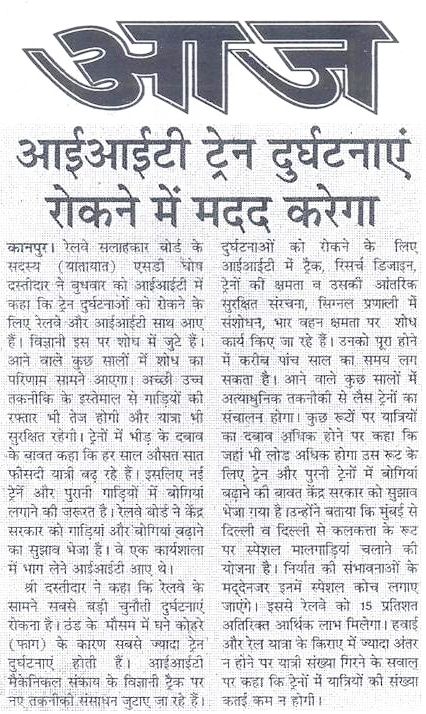 आज
आईआईटी ट्रेन दुर्घटनाएं
रोकने में मदद करेगा
कानपुर। रेलवे सलाहकार बोर्ड के
सदस्य (यातायात) एसडी घोष
दस्तीदार ने बुधवार को आईआईटी में
कहा कि ट्रेन दुर्घटनाओं को रोकने के
लिए रेलवे और आईआईटी साथ आए
हैं। विज्ञानी इस पर शोध में जुटे हैं।
आने वाले कुछ सालों में शोध का
परिणाम सामने आएगा। अच्छी उच्च
तकनीकि के इस्तेमाल से गाड़ियों की
रफ्तार भी तेज होगी और यात्रा भी
सुरक्षित रहेगी। ट्रेनों में भीड़ के दबाव
के बावत कहा कि हर साल औसत सात
फीसदी यात्री बढ़ रहे हैं। इसलिए नई
ट्रेनें और पुरानी गाड़ियों में बोगियां
लगाने की जरूरत है। रेलवे बोर्ड ने केंद्र
सरकार को गाड़ियां और बोगियां बढ़ाने
का सुझाव भेजा है। वे एक कार्यशाला
में भाग लेने आईआईटी आए थे।
श्री दस्तीदार ने कहा कि रेलवे के
सामने सबसे बड़ी चुनौती दुर्घटनाएं
रोकना है। ठंड के मौसम में घने कोहरे
(फाग) के कारण सबसे ज्यादा ट्रेन
दुर्घटनाएं होती हैं। आईआईटी
मैकेनिकल संकाय के विज्ञानी ट्रैक पर
नए तकनीकी संसाधन जुटाए जा रहे हैं।
दुर्घटनाओं को रोकने के लिए
आईआईटी में ट्रैक, रिसर्च डिजाइन,
ट्रेनों की क्षमता व उसकी आंतरिक
सुरक्षित संरचना, सिग्नल प्रणाली में
संशोधन, भार वहन क्षमता पर शोध
कार्य किए जा रहे हैं। उनको पूरा होने
में करीब पांच साल का समय लग
सकता है। आने वाले कुछ सालों में
अत्याधुनिक तकनीकी से लैस ट्रेनों का
संचालन होगा। कुछ रूटों पर यात्रियों
का दबाव अधिक होने पर कहा कि
जहां भी लोड अधिक होगा उस रूट के
लिए ट्रेन और पुरनी ट्रेनों में बोगियां
बढ़ाने की बावत केंद्र सरकार को सुझाव
भेजा गया है।उन्होंने बताया कि मुंबई से
दिल्ली व दिल्ली से कलकत्ता के रूट
पर स्पेशल मालगाड़ियां चलाने की
योजना है। निर्यात की संभावनाओं के
मद्देनजर इनमें स्पेशल कोच लगाए
जाएंगे। इससे रेलवे को 15 प्रतिशत
अतिरिक्त आर्थिक लाभ मिलेगा। हवाई
और रेल यात्रा के किराए में ज्यादा अंतर
न होने पर यात्री संख्या गिरने के सवाल
पर कहा कि ट्रेनों में यात्रियों की संख्या
कतई कम न होगी।